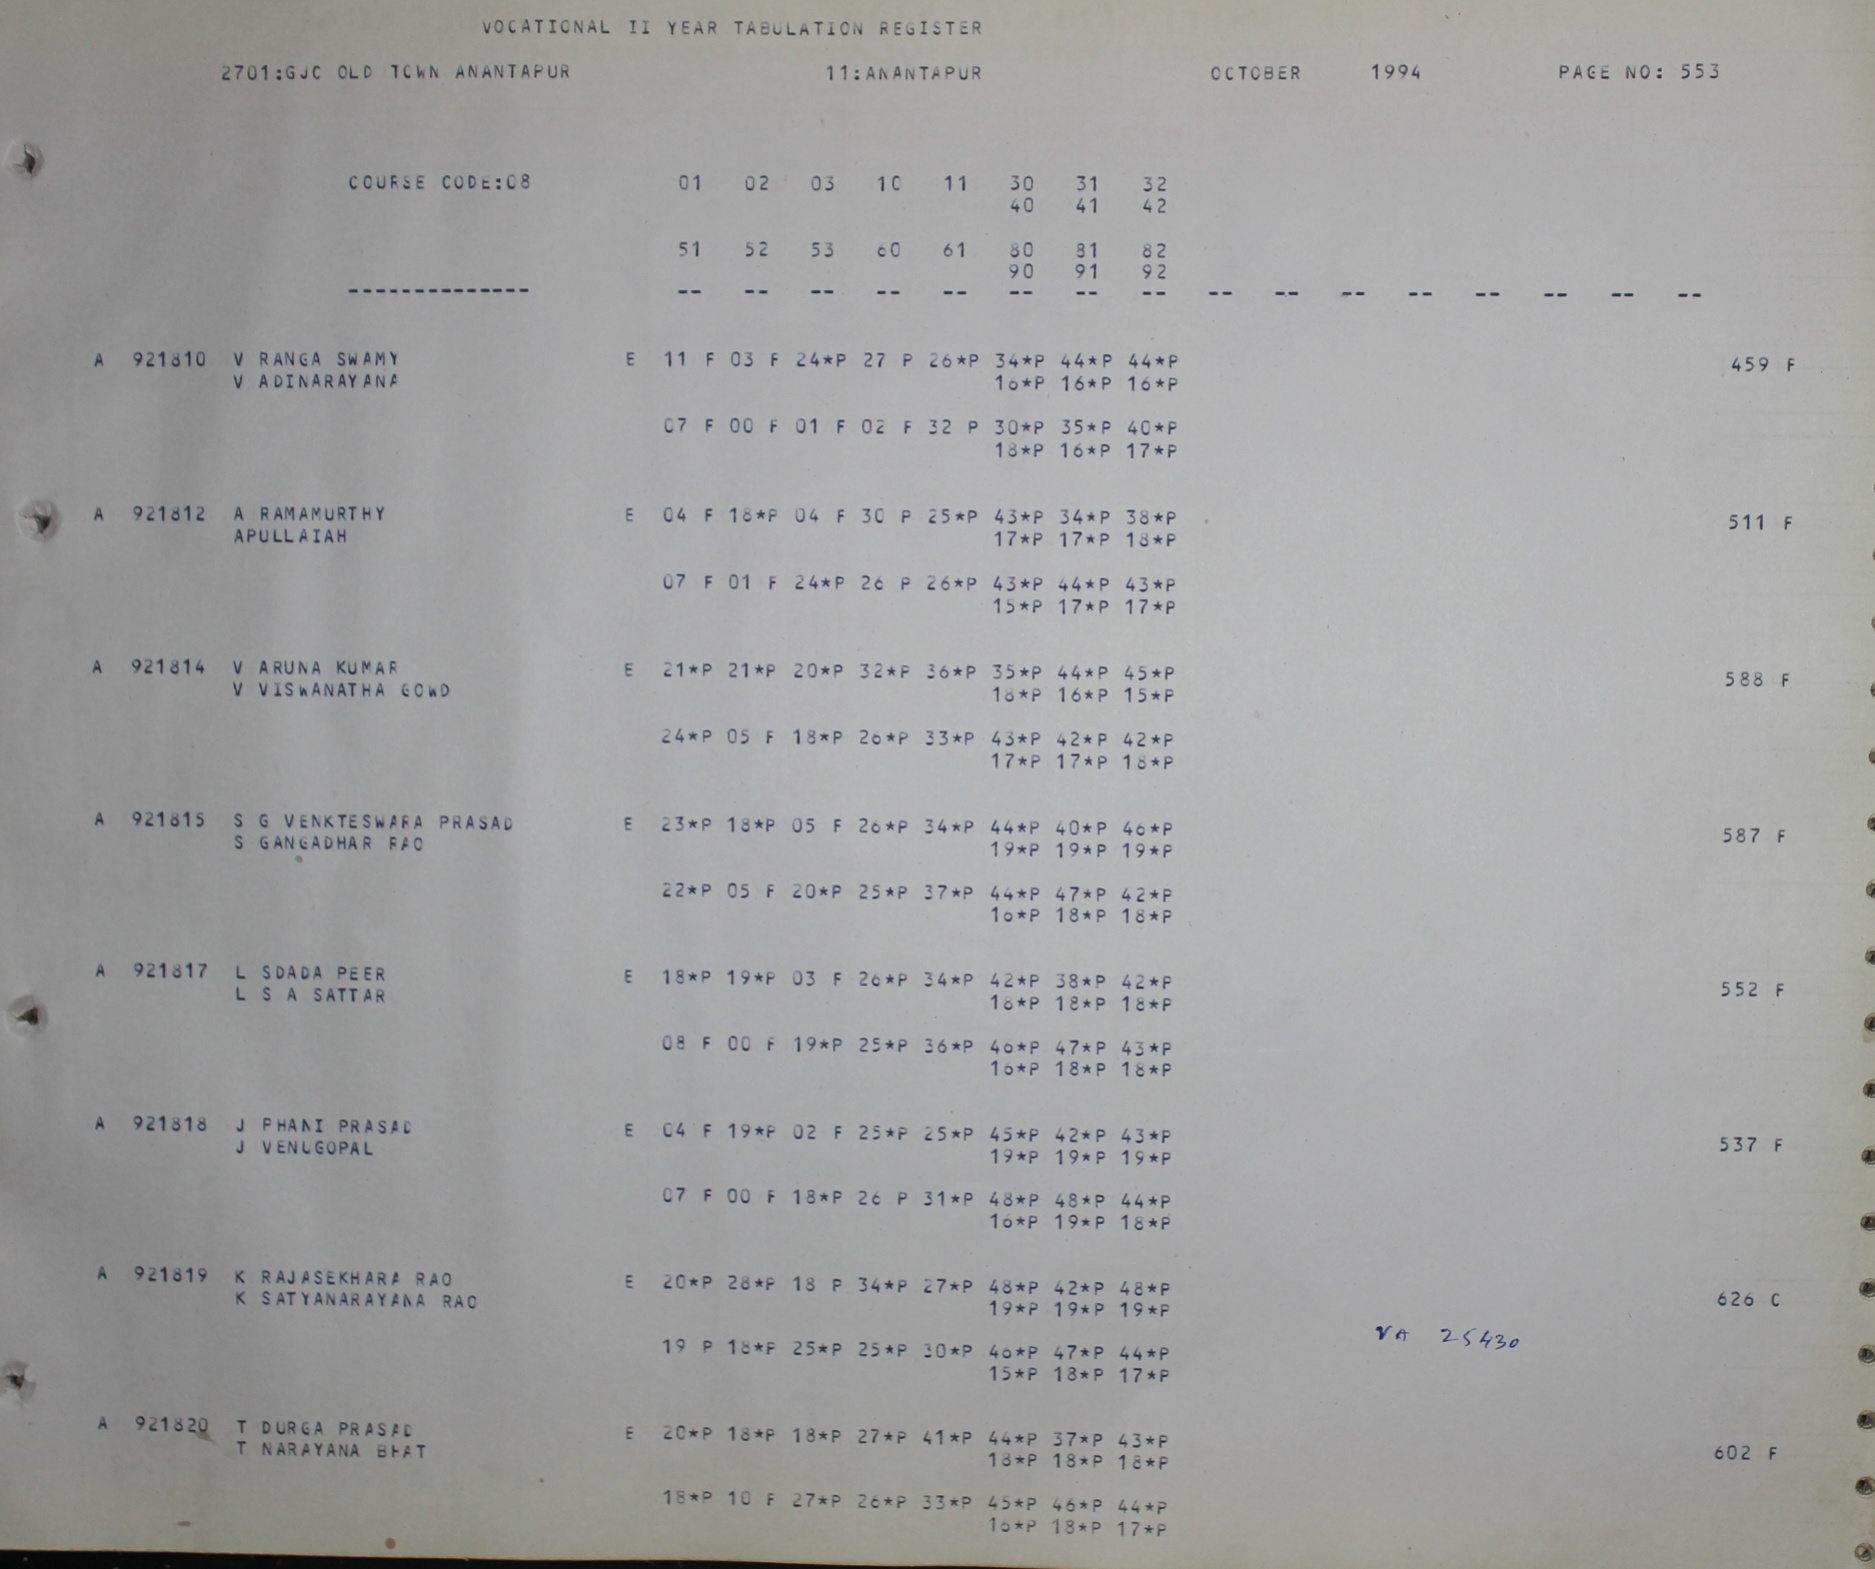 VOCATIONAL II YEAR TABULATION REGISTER
2701:GJC OLD TOWN ANANTAPUR 11:ANANTAPUR OCTOBER 1994 PAGE NO: 553
COURSE CODE:08 01 02 03 10 11 30 31 32
40 41 42
51 52 53 60 61 80 81 82
90 91 92
-------------- -- -- -- -- -- -- -- -- -- -- -- -- -- -- -- --
A 921810 V RANGA SWAMY E 11 F 03 F 24*P 27 P 26*P 34*P 44*P 44*P 459 F
V ADINARAYANA 16*P 16*P 16*P
07 F 00 F 01 F 02 F 32 P 30*P 35*P 40*P
18*P 16*P 17*P
A 921812 A RAMAMURTHY E 04 F 18*P 04 F 30 P 25*P 43*P 34*P 38*P 511 F
APULLAIAH 17*P 17*P 18*P
07 F 01 F 24*P 26 P 26*P 43*P 44*P 43*P
15*P 17*P 17*P
A 921814 V ARUNA KUMAR E 21*P 21*P 20*P 32*P 36*P 35*P 44*P 45*P 588 F
V VISWANATHA GOWD 16*P 16*P 15*P
24*P 05 F 18*P 26*P 33*P 43*P 42*P 42*P
17*P 17*P 18*P
A 921815 S G VENKTESWARA PRASAD E 23*P 18*P 05 F 26*P 34*P 44*P 40*P 46*P 587 F
S GANGADHAR RAO 19*P 19*P 19*P
22*P 05 F 20*P 25*P 37*P 44*P 47*P 42*P
16*P 18*P 18*P
A 921817 L SDADA PEER E 18*P 19*P 03 F 26*P 34*P 42*P 38*P 42*P 552 F
L S A SATTAR 18*P 18*P 18*P
08 F 00 F 19*P 25*P 36*P 46*P 47*P 43*P
16*P 18*P 18*P
A 921818 J PHANI PRASAD E 04 F 19*P 02 F 25*P 25*P 45*P 42*P 43*P 537 F
J VENUGOPAL 19*P 19*P 19*P
07 F 00 F 18*P 26 P 31*P 48*P 48*P 44*P
16*P 19*P 18*P
A 921819 K RAJASEKHARA RAO E 20*P 28*P 18 P 34*P 27*P 48*P 42*P 48*P 626 C
K SATYANARAYANA RAO 19*P 19*P 19*P
VA 25430
19 P 18*P 25*P 25*P 30*P 46*P 47*P 44*P
15*P 18*P 17*P
A 921820 T DURGA PRASAD E 20*P 18*P 18*P 27*P 41*P 44*P 37*P 43*P 602 F
T NARAYANA BHAT 18*P 18*P 18*P
18*P 10 F 27*P 26*P 33*P 45*P 46*P 44*P
16*P 18*P 17*P